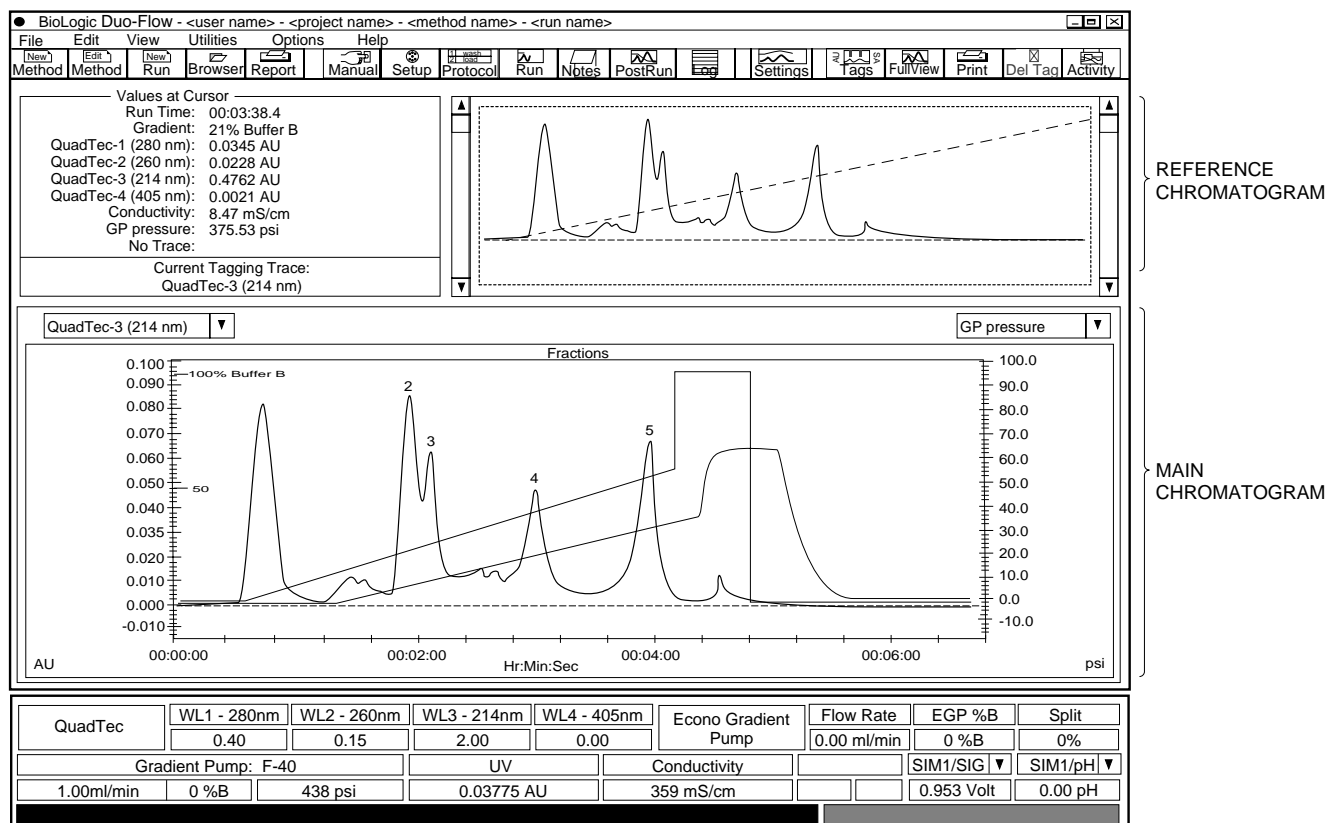 BioLogic Duo-Flow - <user name> - <project name> - <method name> - <run name>
File Edit View Utilities Options Help
New Method Edit Method New Run Browser Report Manual Setup 1 wash 2 load Protocol Run Notes PostRun Log Settings AU SA Tags FullView Print Del Tag Activity
Values at Cursor
Run Time: 00:03:38.4
Gradient: 21% Buffer B
QuadTec-1 (280 nm): 0.0345 AU
QuadTec-2 (260 nm): 0.0228 AU
QuadTec-3 (214 nm): 0.4762 AU
QuadTec-4 (405 nm): 0.0021 AU
Conductivity: 8.47 mS/cm
GP pressure: 375.53 psi
No Trace:
Current Tagging Trace:
QuadTec-3 (214 nm)
REFERENCE
CHROMATOGRAM
QuadTec-3 (214 nm) GP pressure
Fractions
0.100
0.090
0.080
0.070
0.060
0.050
0.040
0.035
0.020
0.010
0.000
-0.010
100% Buffer B
50
2
3
4
5
100.0
90.0
80.0
70.0
60.0
50.0
40.0
30.0
20.0
10.0
0.0
-10.0
00:00:00 00:02:00 00:04:00 00:06:00
AU Hr:Min:Sec psi
MAIN
CHROMATOGRAM
QuadTec WL1 - 280nm WL2 - 260nm WL3 - 214nm WL4 - 405nm Econo Gradient Pump Flow Rate EGP %B Split
0.40 0.15 2.00 0.00 0.00 ml/min 0 %B 0%
Gradient Pump: F-40 UV Conductivity SIM1/SIG SIM1/pH
1.00ml/min 0 %B 438 psi 0.03775 AU 359 mS/cm 0.953 Volt 0.00 pH